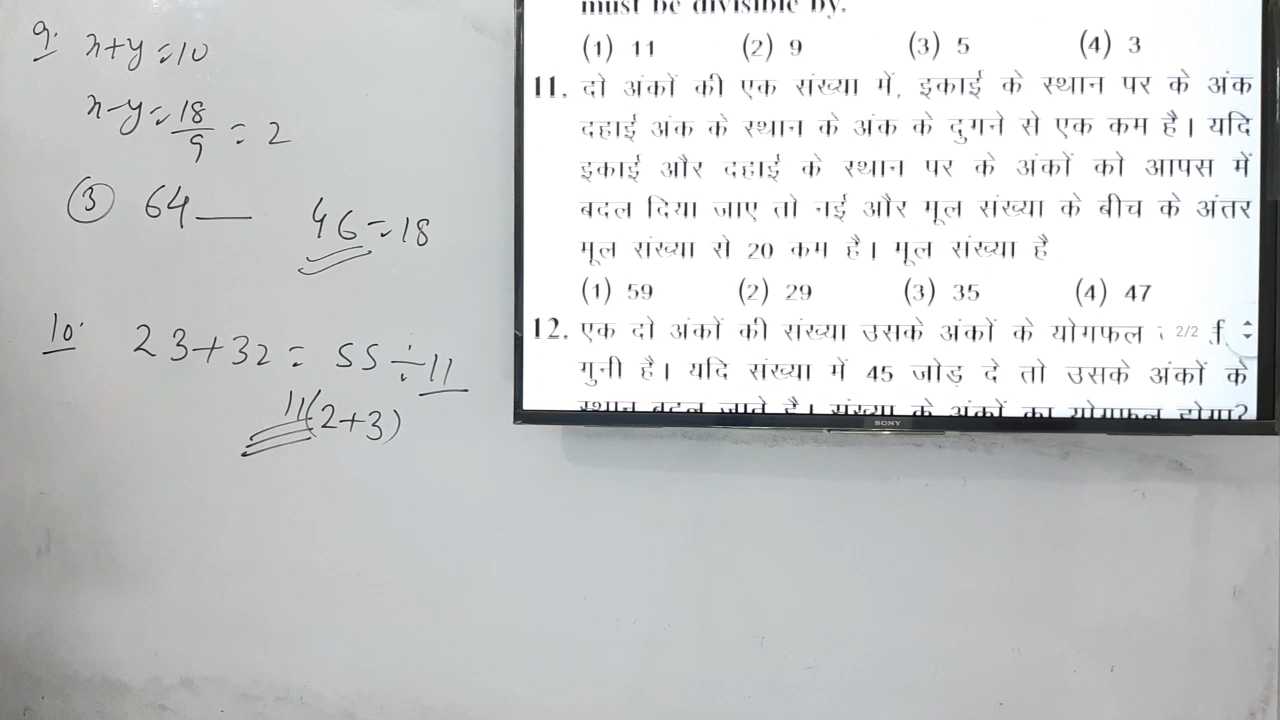 9. x+y=10
x-y=18/9=2
(3) 64— 46=18
10. 23+32=55÷11
11(2+3)
must be divisible by.
(1) 11 (2) 9 (3) 5 (4) 3
11. दो अंकों की एक संख्या में, इकाई के स्थान पर के अंक
दहाई अंक के स्थान के अंक के दुगने से एक कम है। यदि
इकाई और दहाई के स्थान पर के अंकों को आपस में
बदल दिया जाए तो नई और मूल संख्या के बीच के अंतर
मूल संख्या से 20 कम है। मूल संख्या है
(1) 59 (2) 29 (3) 35 (4) 47
12. एक दो अंकों की संख्या उसके अंकों के योगफल 2/2
गुनी है। यदि संख्या में 45 जोड़ दे तो उसके अंकों के
स्थान बदल जाते है। संख्या के अंकों का योगफल होगा?
SONY